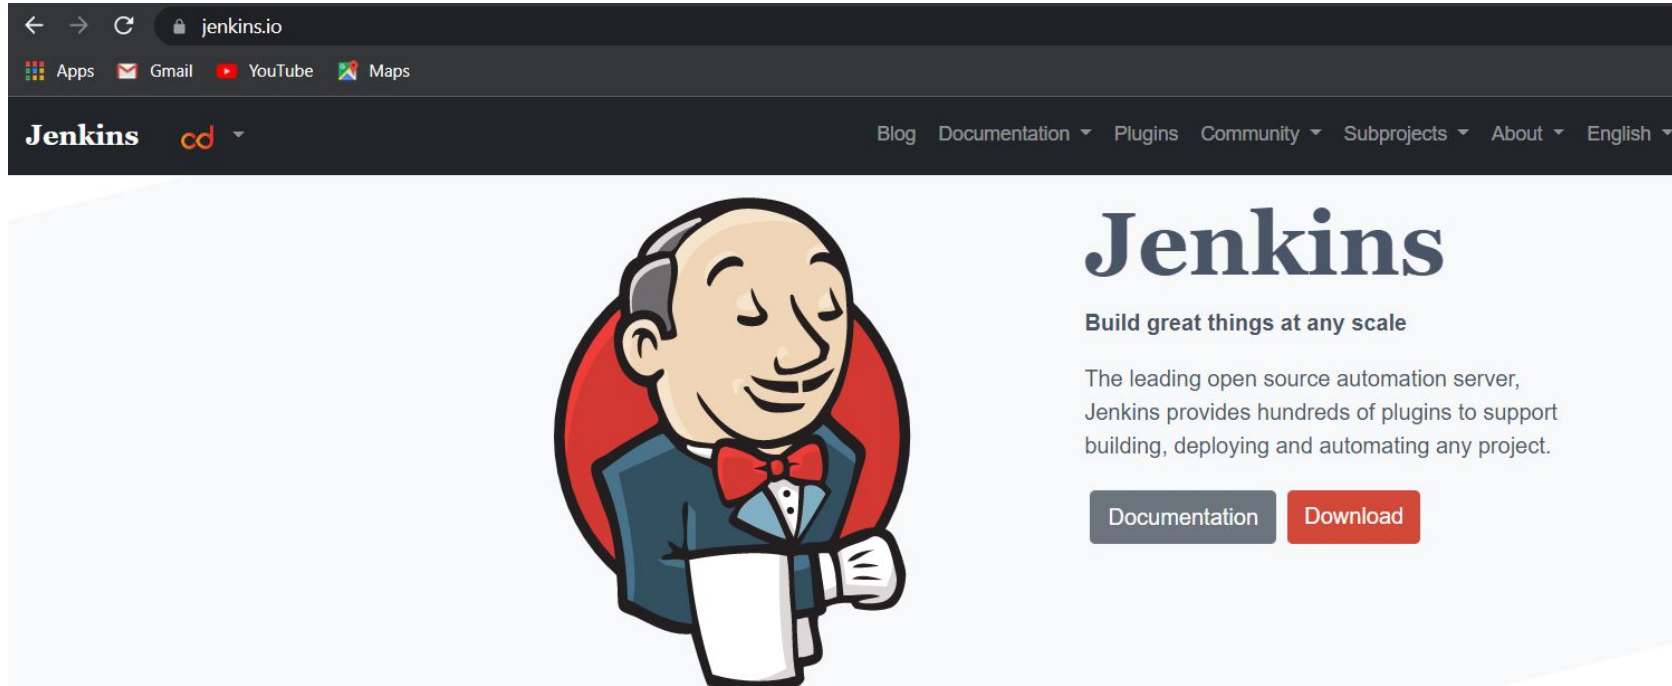 jenkins.io
Apps Gmail YouTube Maps
Jenkins cd Blog Documentation Plugins Community Subprojects About English
Jenkins
Build great things at any scale
The leading open source automation server,
Jenkins provides hundreds of plugins to support
building, deploying and automating any project.
Documentation Download